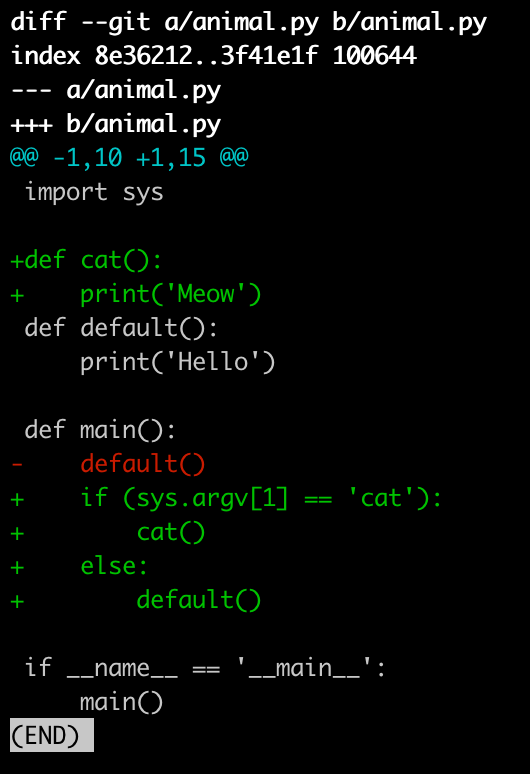 diff --git a/animal.py b/animal.py
index 8e36212..3f41e1f 100644
--- a/animal.py
+++ b/animal.py
@@ -1,10 +1,15 @@
 import sys

+def cat():
+    print('Meow')
 def default():
     print('Hello')

 def main():
-    default()
+    if (sys.argv[1] == 'cat'):
+        cat()
+    else:
+        default()

 if __name__ == '__main__':
     main()
(END)